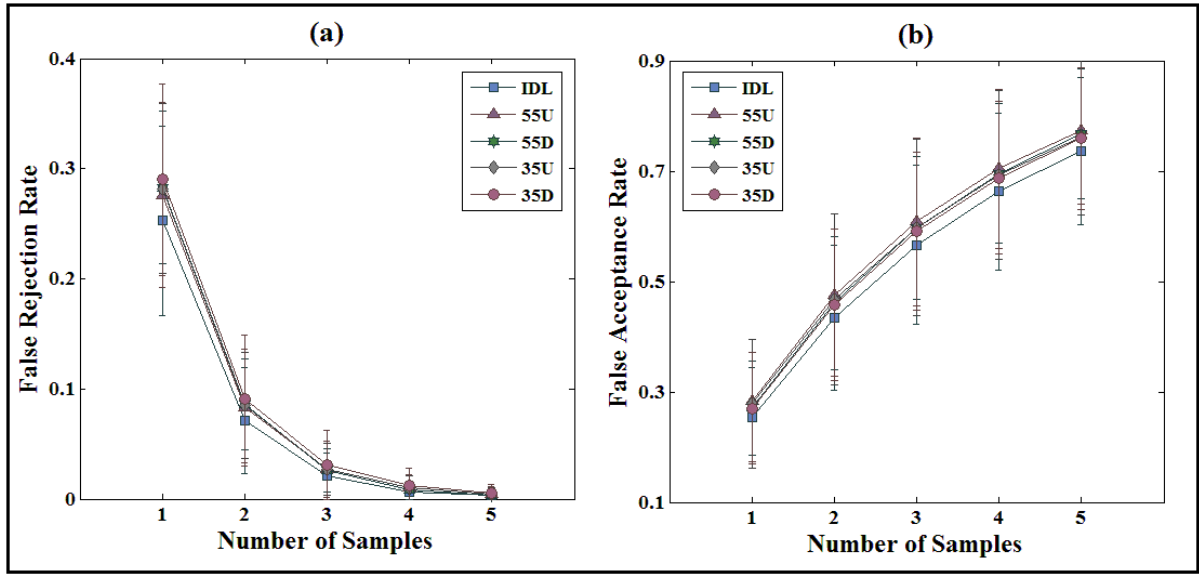 (a)
0.4
0.3
0.2
0.1
0
False Rejection Rate
IDL
55U
55D
35U
35D
1 2 3 4 5
Number of Samples
(b)
0.9
0.7
0.5
0.3
0.1
False Acceptance Rate
IDL
55U
55D
35U
35D
1 2 3 4 5
Number of Samples